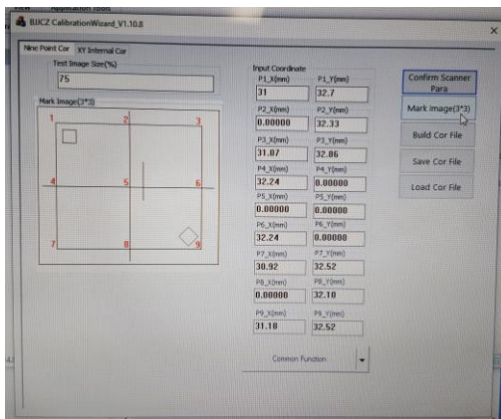 View Application Tools
BJJCZ CalibrationWizard_V1.10.8
Nine Point Cor XY Internal Cor
Test Image Size(%)
75
Mark Image(3*3)
1 2 3
4 5 6
7 8 9
Input Coordinate
P1_X(mm) P1_Y(mm)
31 32.7
P2_X(mm) P2_Y(mm)
0.00000 32.33
P3_X(mm) P3_Y(mm)
31.07 32.86
P4_X(mm) P4_Y(mm)
32.24 0.00000
P5_X(mm) P5_Y(mm)
0.00000 0.00000
P6_X(mm) P6_Y(mm)
32.24 0.00000
P7_X(mm) P7_Y(mm)
30.92 32.52
P8_X(mm) P8_Y(mm)
0.00000 32.10
P9_X(mm) P9_Y(mm)
31.18 32.52
Common Function
Confirm Scanner
Para
Mark image(3*3)
Build Cor File
Save Cor File
Load Cor File